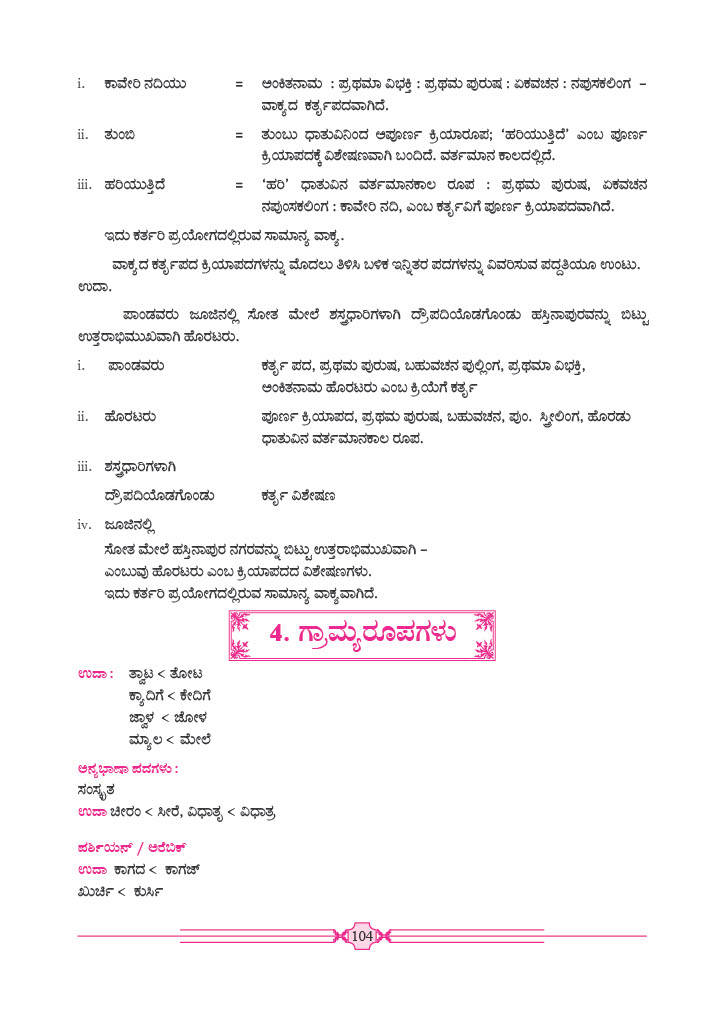 i. ಕಾವೇರಿ ನದಿಯು = ಅಂಕಿತನಾಮ : ಪ್ರಥಮಾ ವಿಭಕ್ತಿ : ಪ್ರಥಮ ಪುರುಷ : ಏಕವಚನ : ನಪುಸಕಲಿಂಗ –
ವಾಕ್ಯದ ಕರ್ತೃಪದವಾಗಿದೆ.
ii. ತುಂಬಿ = ತುಂಬು ಧಾತುವಿನಿಂದ ಆಪೂರ್ಣ ಕ್ರಿಯಾರೂಪ; ‘ಹರಿಯುತ್ತಿದೆ’ ಎಂಬ ಪೂರ್ಣ
ಕ್ರಿಯಾಪದಕ್ಕೆ ವಿಶೇಷಣವಾಗಿ ಬಂದಿದೆ. ವರ್ತಮಾನ ಕಾಲದಲ್ಲಿದೆ.
iii. ಹರಿಯುತ್ತಿದೆ = ‘ಹರಿ’ ಧಾತುವಿನ ವರ್ತಮಾನಕಾಲ ರೂಪ : ಪ್ರಥಮ ಪುರುಷ, ಏಕವಚನ
ನಪುಂಸಕಲಿಂಗ : ಕಾವೇರಿ ನದಿ, ಎಂಬ ಕರ್ತೃವಿಗೆ ಪೂರ್ಣ ಕ್ರಿಯಾಪದವಾಗಿದೆ.
ಇದು ಕರ್ತರಿ ಪ್ರಯೋಗದಲ್ಲಿರುವ ಸಾಮಾನ್ಯ ವಾಕ್ಯ.
ವಾಕ್ಯದ ಕರ್ತೃಪದ ಕ್ರಿಯಾಪದಗಳನ್ನು ಮೊದಲು ತಿಳಿಸಿ ಬಳಿಕ ಇನ್ನಿತರ ಪದಗಳನ್ನು ವಿವರಿಸುವ ಪದ್ದತಿಯೂ ಉಂಟು.
ಉದಾ.
ಪಾಂಡವರು ಜೂಜಿನಲ್ಲಿ ಸೋತ ಮೇಲೆ ಶಸ್ತ್ರಧಾರಿಗಳಾಗಿ ದ್ರೌಪದಿಯೊಡಗೊಂಡು ಹಸ್ತಿನಾಪುರವನ್ನು ಬಿಟ್ಟು
ಉತ್ತರಾಭಿಮುಖವಾಗಿ ಹೊರಟರು.
i. ಪಾಂಡವರು ಕರ್ತೃ ಪದ, ಪ್ರಥಮ ಪುರುಷ, ಬಹುವಚನ ಪುಲ್ಲಿಂಗ, ಪ್ರಥಮಾ ವಿಭಕ್ತಿ,
ಅಂಕಿತನಾಮ ಹೊರಟರು ಎಂಬ ಕ್ರಿಯೆಗೆ ಕರ್ತೃ
ii. ಹೊರಟರು ಪೂರ್ಣ ಕ್ರಿಯಾಪದ, ಪ್ರಥಮ ಪುರುಷ, ಬಹುವಚನ, ಪುಂ. ಸ್ತ್ರೀಲಿಂಗ, ಹೊರಡು
ಧಾತುವಿನ ವರ್ತಮಾನಕಾಲ ರೂಪ.
iii. ಶಸ್ತ್ರಧಾರಿಗಳಾಗಿ
ದ್ರೌಪದಿಯೊಡಗೊಂಡು ಕರ್ತೃ ವಿಶೇಷಣ
iv. ಜೂಜಿನಲ್ಲಿ
ಸೋತ ಮೇಲೆ ಹಸ್ತಿನಾಪುರ ನಗರವನ್ನು ಬಿಟ್ಟು ಉತ್ತರಾಭಿಮುಖವಾಗಿ –
ಎಂಬುವು ಹೊರಟರು ಎಂಬ ಕ್ರಿಯಾಪದದ ವಿಶೇಷಣಗಳು.
ಇದು ಕರ್ತರಿ ಪ್ರಯೋಗದಲ್ಲಿರುವ ಸಾಮಾನ್ಯ ವಾಕ್ಯವಾಗಿದೆ.
4. ಗ್ರಾಮ್ಯರೂಪಗಳು
ಉದಾ : ತ್ವಾಟ < ತೋಟ
ಕ್ಯಾದಿಗೆ < ಕೇದಿಗೆ
ಜ್ವಾಳ < ಜೋಳ
ಮ್ಯಾಲ < ಮೇಲೆ
ಅನ್ಯಭಾಷಾ ಪದಗಳು :
ಸಂಸ್ಕೃತ
ಉದಾ ಚೀರಂ < ಸೀರೆ, ವಿಧಾತೃ < ವಿಧಾತ್ರ
ಪರ್ಶಿಯನ್ / ಅರೆಬಿಕ್
ಉದಾ ಕಾಗದ < ಕಾಗಜ್
ಖುರ್ಚಿ < ಕುರ್ಸಿ
104